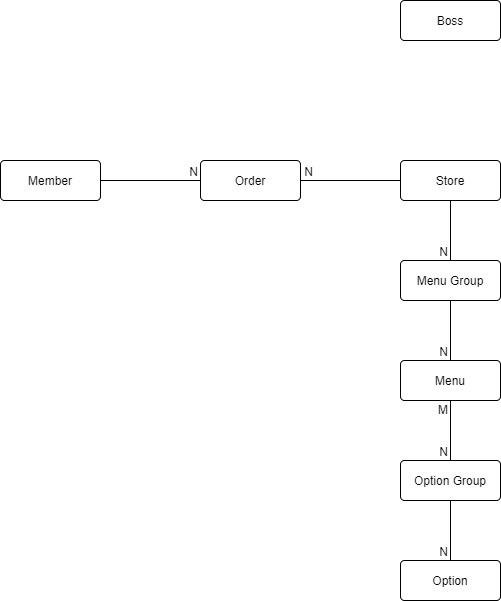 Boss
Member
N
Order
N
Store
N
Menu Group
N
Menu
M
N
Option Group
N
Option